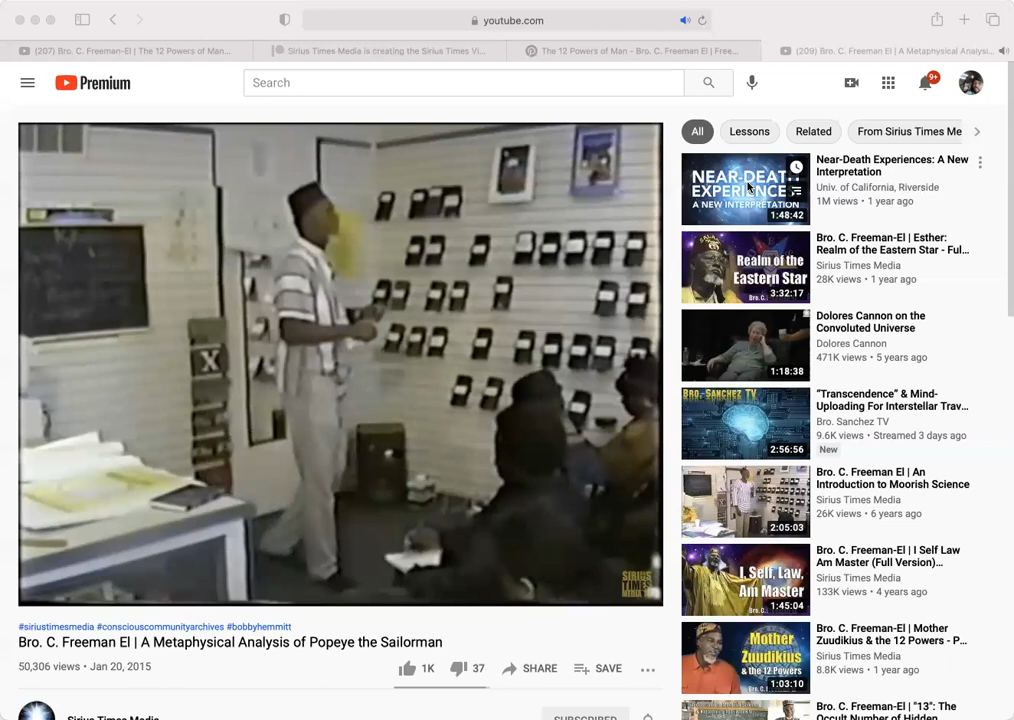 youtube.com
(207) Bro. C. Freeman-El | The 12 Powers of Man...
Sirius Times Media is creating the Sirius Times VI...
The 12 Powers of Man - Bro. C. Freeman El | Free...
(209) Bro. C. Freeman El | A Metaphysical Analysi...
Premium
Search
9+
All
Lessons
Related
From Sirius Times Me
X
SIRIUS
TIMES
MEDIA
#siriustimesmedia #consciouscommunityarchives #bobbyhemmitt
Bro. C. Freeman El | A Metaphysical Analysis of Popeye the Sailorman
50,306 views • Jan 20, 2015
1K
37
SHARE
SAVE
Sirius Times Media
SUBSCRIBED
NEAR-DEATH
EXPERIENCES
A NEW INTERPRETATION
1:48:42
Near-Death Experiences: A New
Interpretation
Univ. of California, Riverside
1M views • 1 year ago
Realm of the
Eastern Star
3:32:17
Bro. C. Freeman-El | Esther:
Realm of the Eastern Star - Ful...
Sirius Times Media
28K views • 1 year ago
1:18:38
Dolores Cannon on the
Convoluted Universe
Dolores Cannon
471K views • 5 years ago
BRO. SANCHEZ TV
2:56:56
“Transcendence” & Mind-
Uploading For Interstellar Trav...
Bro. Sanchez TV
9.6K views • Streamed 3 days ago
New
2:05:03
Bro. C. Freeman El | An
Introduction to Moorish Science
Sirius Times Media
26K views • 6 years ago
I, Self, Law,
Am Master
1:45:04
Bro. C. Freeman-El | I Self Law
Am Master (Full Version)...
Sirius Times Media
133K views • 4 years ago
Mother
Zuudikius
& the 12 Powers
1:03:10
Bro. C. Freeman-El | Mother
Zuudikius & the 12 Powers - P...
Sirius Times Media
8.8K views • 1 year ago
Bro. C. Freeman-El | "13": The
Occult Number of Hidden